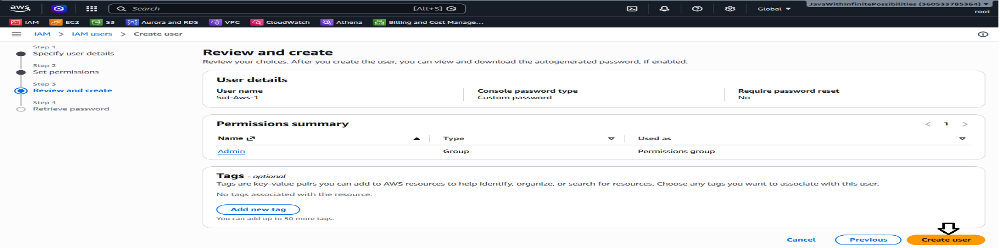 aws
Search
[Alt+S]
Global
JavaWithInfinitePossibilities (360533785364)
root
IAM
EC2
S3
Aurora and RDS
VPC
CloudWatch
Athena
Billing and Cost Manage...
IAM > IAM users > Create user
Step 1
Specify user details
Step 2
Set permissions
Step 3
Review and create
Step 4
Retrieve password
Review and create
Review your choices. After you create the user, you can view and download the autogenerated password, if enabled.
User details
User name
Sid-Aws-1
Console password type
Custom password
Require password reset
No
Permissions summary
< 1 >
Name
Type
Used as
Admin
Group
Permissions group
Tags - optional
Tags are key-value pairs you can add to AWS resources to help identify, organize, or search for resources. Choose any tags you want to associate with this user.
No tags associated with the resource.
Add new tag
You can add up to 50 more tags.
Cancel
Previous
Create user